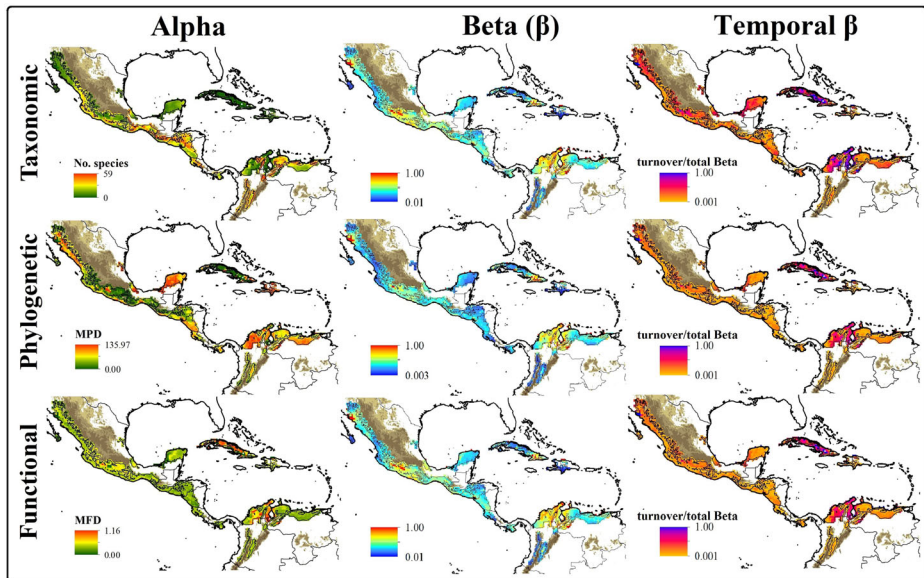 Alpha
Beta (β)
Temporal β
Taxonomic
No. species
59
0
1.00
0.01
turnover/total Beta
1.00
0.001
Phylogenetic
MPD
135.97
0.00
1.00
0.003
turnover/total Beta
1.00
0.001
Functional
MFD
1.16
0.00
1.00
0.01
turnover/total Beta
1.00
0.001